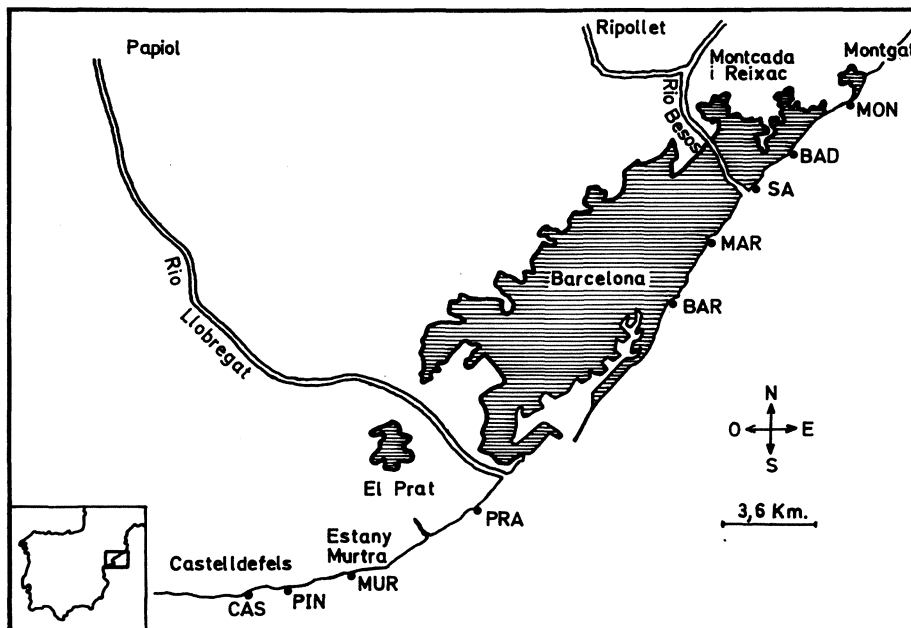 Papiol
Ripollet
Montcada
i Reixac
Montgat
MON
Rio Besos
BAD
SA
MAR
Rio
Llobregat
Barcelona
BAR
N
O E
S
El Prat
3,6 Km.
PRA
Estany
Murtra
Castelldefels
MUR
CAS
PIN